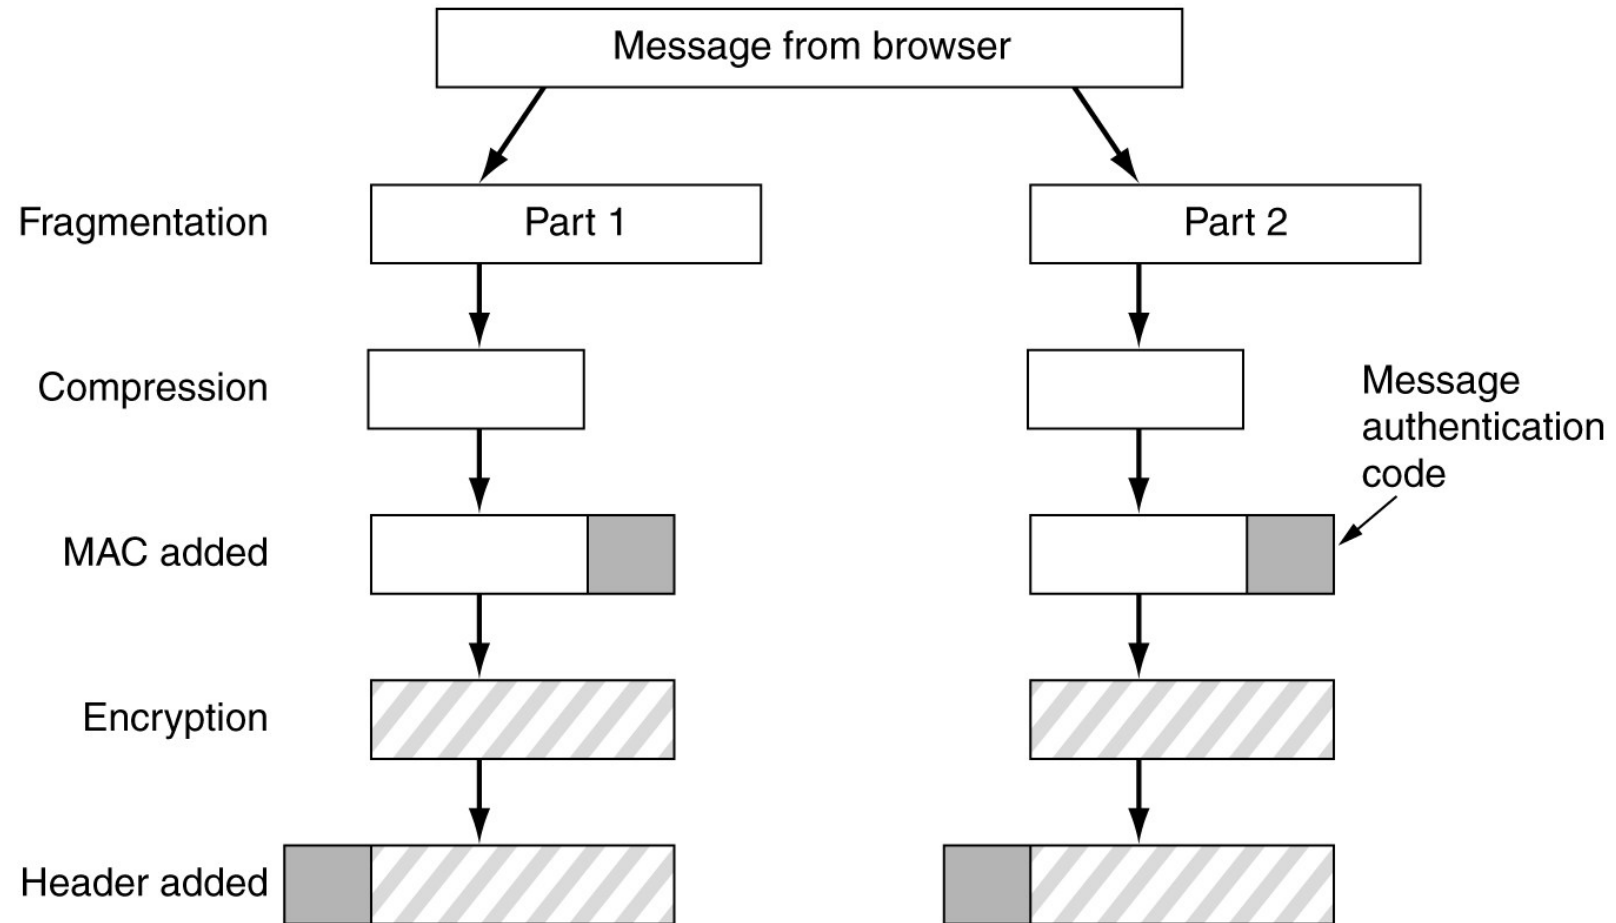 Message from browser
Fragmentation
Part 1
Part 2
Compression
Message
authentication
code
MAC added
Encryption
Header added